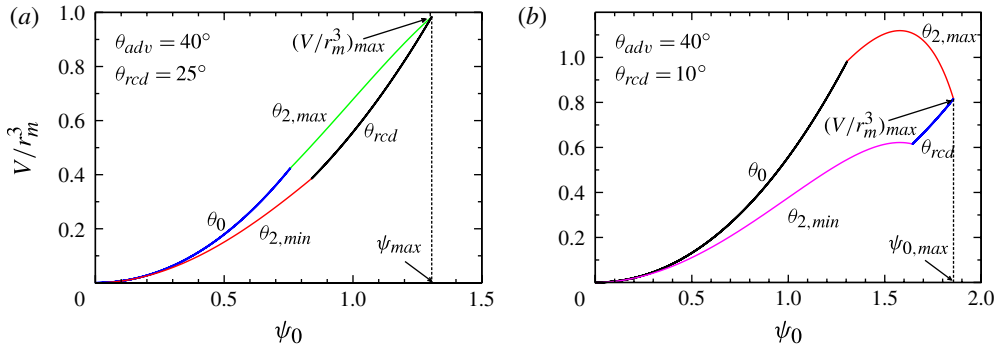 (a)
θadv = 40°
θrcd = 25°
(V/r³m)max
θ2,max
θrcd
θ0
θ2,min
ψmax
V/r³m
1.0
0.8
0.6
0.4
0.2
0
0.5
1.0
1.5
ψ0
(b)
θadv = 40°
θrcd = 10°
θ2,max
(V/r³m)max
θrcd
θ0
θ2,min
ψ0,max
1.0
0.8
0.6
0.4
0.2
0
0.5
1.0
1.5
2.0
ψ0